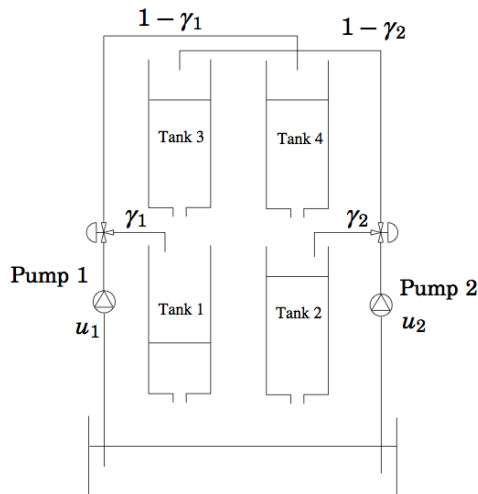 1 − γ₁
1 − γ₂
Tank 3
Tank 4
γ₁
γ₂
Pump 1
Tank 1
Tank 2
Pump 2
u₁
u₂